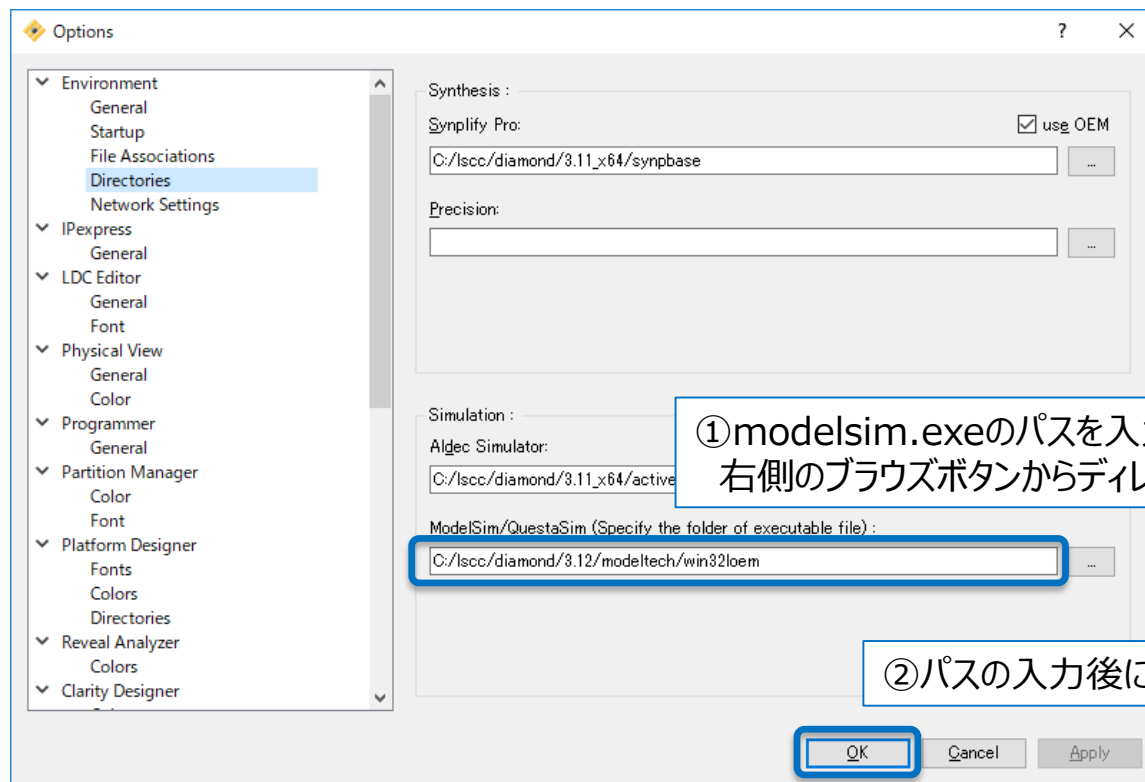 Options
Environment
General
Startup
File Associations
Directories
Network Settings
IPexpress
General
LDC Editor
General
Font
Physical View
General
Color
Programmer
General
Partition Manager
Color
Font
Platform Designer
Fonts
Colors
Directories
Reveal Analyzer
Colors
Clarity Designer
Synthesis :
Synplify Pro:
use OEM
C:/lscc/diamond/3.11_x64/synpbase
...
Precision:
...
Simulation :
Aldec Simulator:
C:/lscc/diamond/3.11_x64/active
①modelsim.exeのパスを入
右側のブラウズボタンからディレ
ModelSim/QuestaSim (Specify the folder of executable file) :
C:/lscc/diamond/3.12/modeltech/win32loem
...
②パスの入力後に
OK
Cancel
Apply